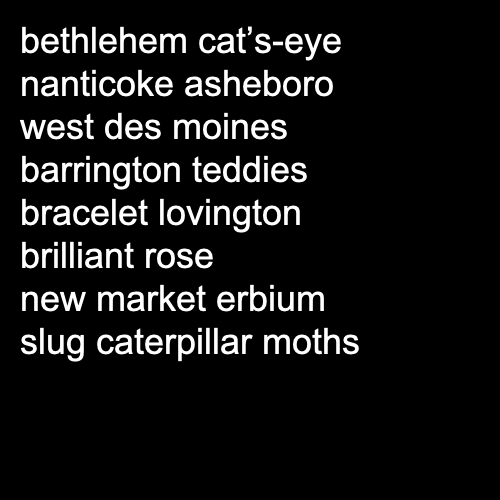 bethlehem cat’s-eye
nanticoke asheboro
west des moines
barrington teddies
bracelet lovington
brilliant rose
new market erbium
slug caterpillar moths